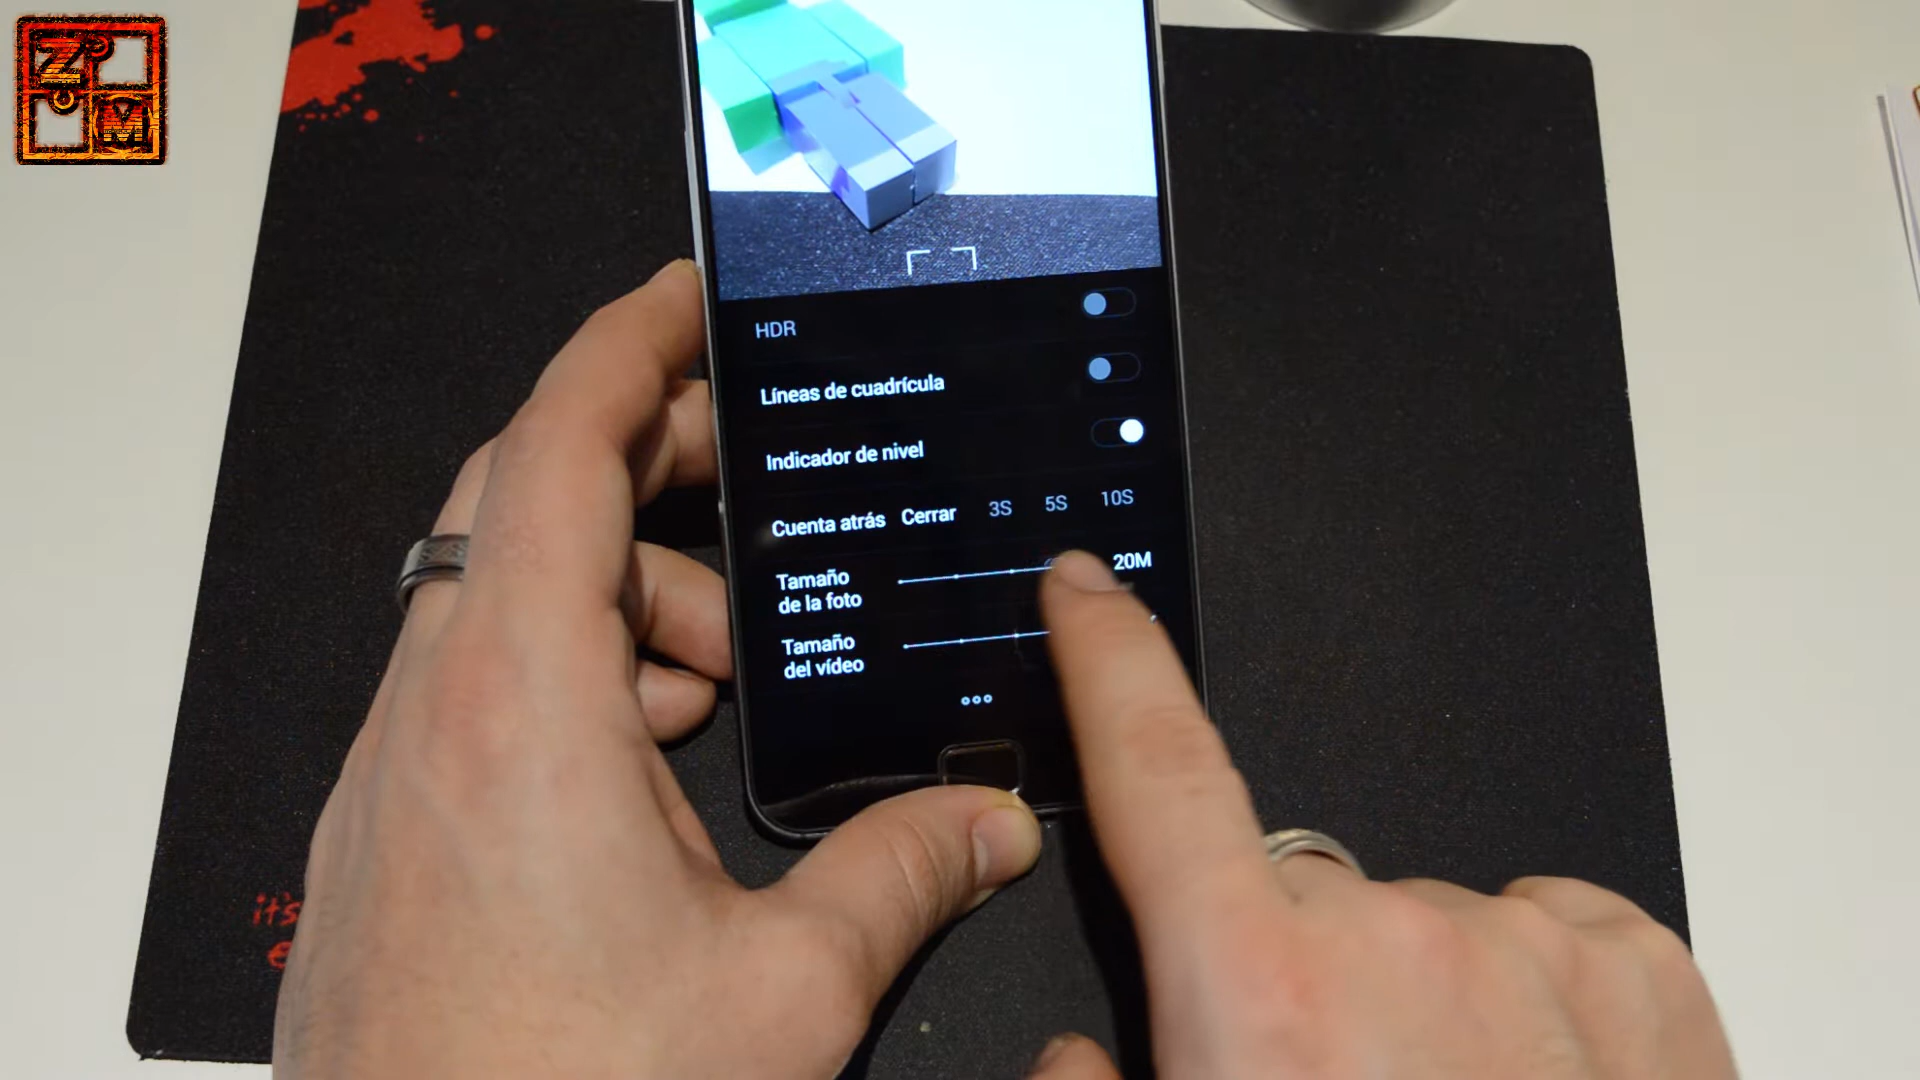 Z
M
HDR
Líneas de cuadrícula
Indicador de nivel
Cuenta atrás Cerrar 3S 5S 10S
Tamaño
de la foto
20M
Tamaño
del vídeo
it's